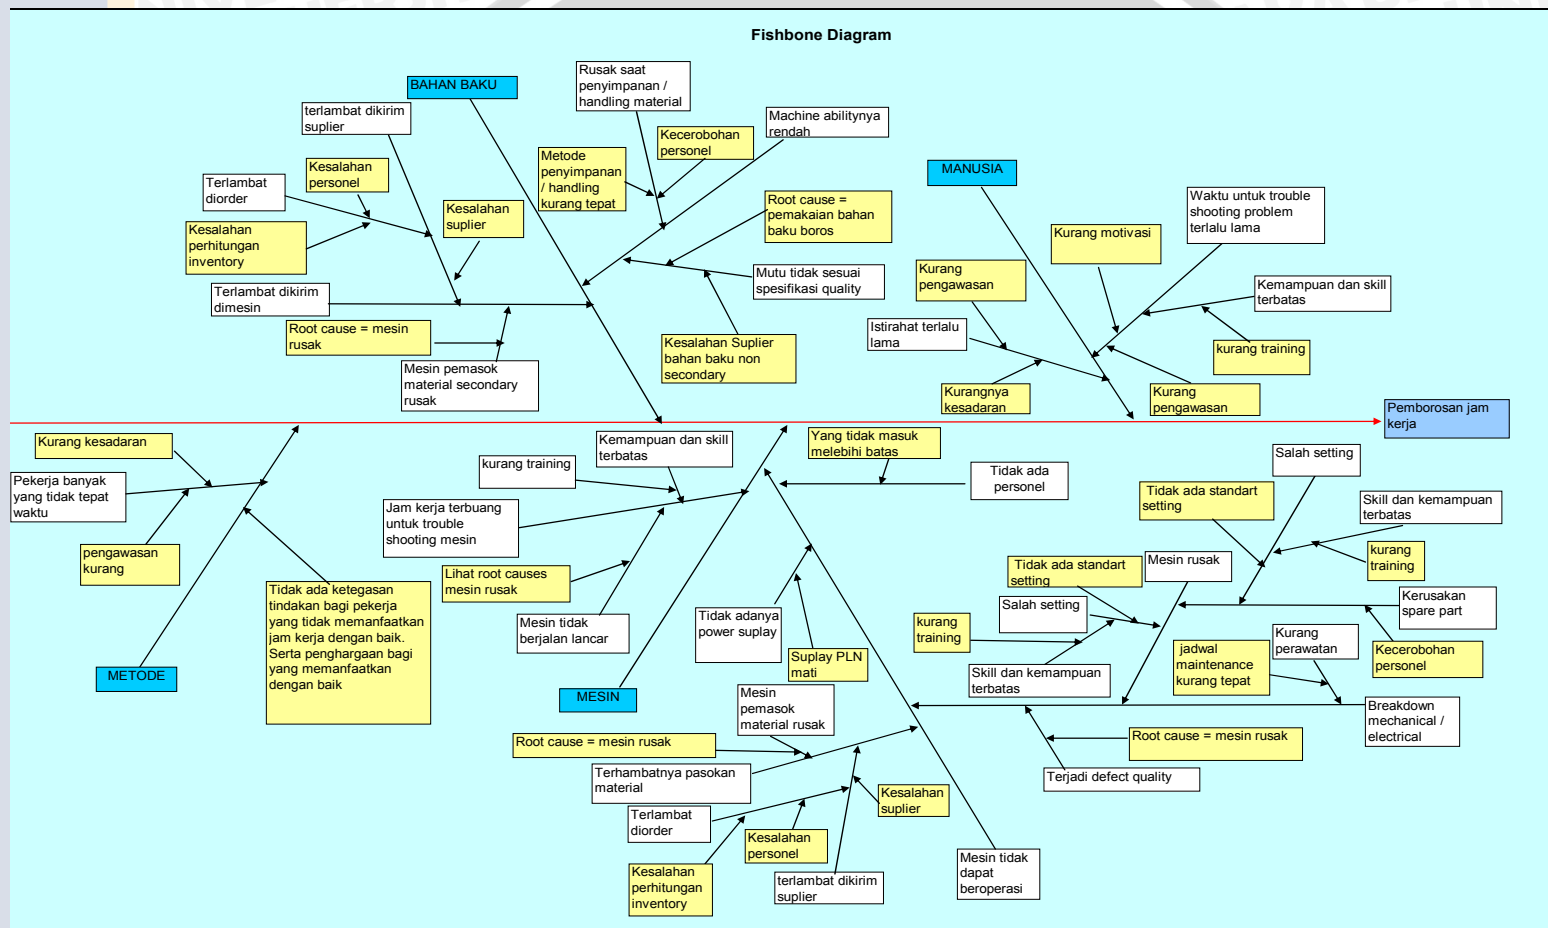 Fishbone Diagram
BAHAN BAKU
Rusak saat
penyimpanan /
handling material
terlambat dikirim
suplier
Machine abilitynya
rendah
Kecerobohan
personel
Metode
penyimpanan
/ handling
kurang tepat
Kesalahan
personel
Terlambat
diorder
Kesalahan
suplier
Kesalahan
perhitungan
inventory
Root cause =
pemakaian bahan
baku boros
Mutu tidak sesuai
spesifikasi quality
Terlambat dikirim
dimesin
Root cause = mesin
rusak
Mesin pemasok
material secondary
rusak
Kesalahan Suplier
bahan baku non
secondary
MANUSIA
Waktu untuk trouble
shooting problem
terlalu lama
Kurang motivasi
Kurang
pengawasan
Kemampuan dan skill
terbatas
Istirahat terlalu
lama
kurang training
Kurangnya
kesadaran
Kurang
pengawasan
Pemborosan jam
kerja
Kurang kesadaran
Pekerja banyak
yang tidak tepat
waktu
pengawasan
kurang
Tidak ada ketegasan
tindakan bagi pekerja
yang tidak memanfaatkan
jam kerja dengan baik.
Serta penghargaan bagi
yang memanfaatkan
dengan baik
METODE
Kemampuan dan skill
terbatas
kurang training
Jam kerja terbuang
untuk trouble
shooting mesin
Lihat root causes
mesin rusak
Mesin tidak
berjalan lancar
MESIN
Yang tidak masuk
melebihi batas
Tidak ada
personel
Tidak adanya
power suplay
Suplay PLN
mati
Salah setting
Tidak ada standart
setting
Skill dan kemampuan
terbatas
kurang
training
Mesin rusak
Tidak ada standart
setting
Salah setting
kurang
training
Skill dan kemampuan
terbatas
Kerusakan
spare part
Kurang
perawatan
Kecerobohan
personel
jadwal
maintenance
kurang tepat
Breakdown
mechanical /
electrical
Root cause = mesin rusak
Terjadi defect quality
Mesin
pemasok
material rusak
Root cause = mesin rusak
Terhambatnya pasokan
material
Terlambat
diorder
Kesalahan
suplier
Kesalahan
personel
Kesalahan
perhitungan
inventory
terlambat dikirim
suplier
Mesin tidak
dapat
beroperasi